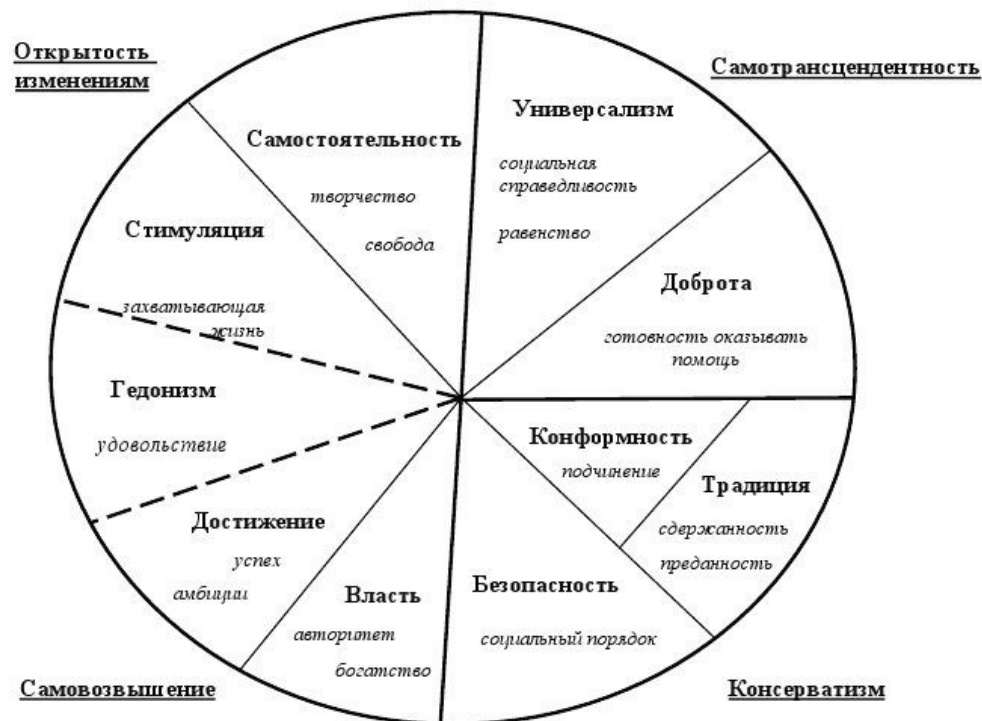 Открытость
изменениям
Самотрансцендентность
Универсализм
Самостоятельность
социальная
справедливость
творчество
Стимуляция
равенство
свобода
Доброта
захватывающая
жизнь
готовность оказывать
помощь
Гедонизм
удовольствие
Конформность
подчинение
Традиция
Достижение
сдержанность
успех
преданность
амбиции
Власть
Безопасность
авторитет
социальный порядок
богатство
Самовозвышение
Консерватизм